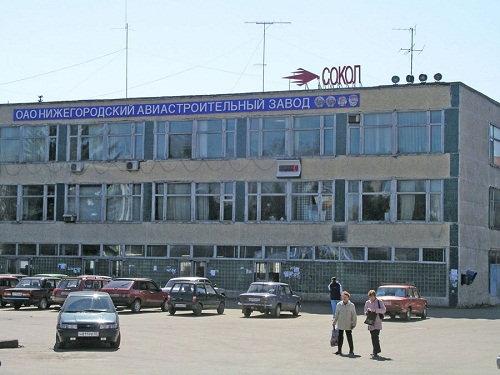 СОКОЛ
ОАО НИЖЕГОРОДСКИЙ АВИАСТРОИТЕЛЬНЫЙ ЗАВОД